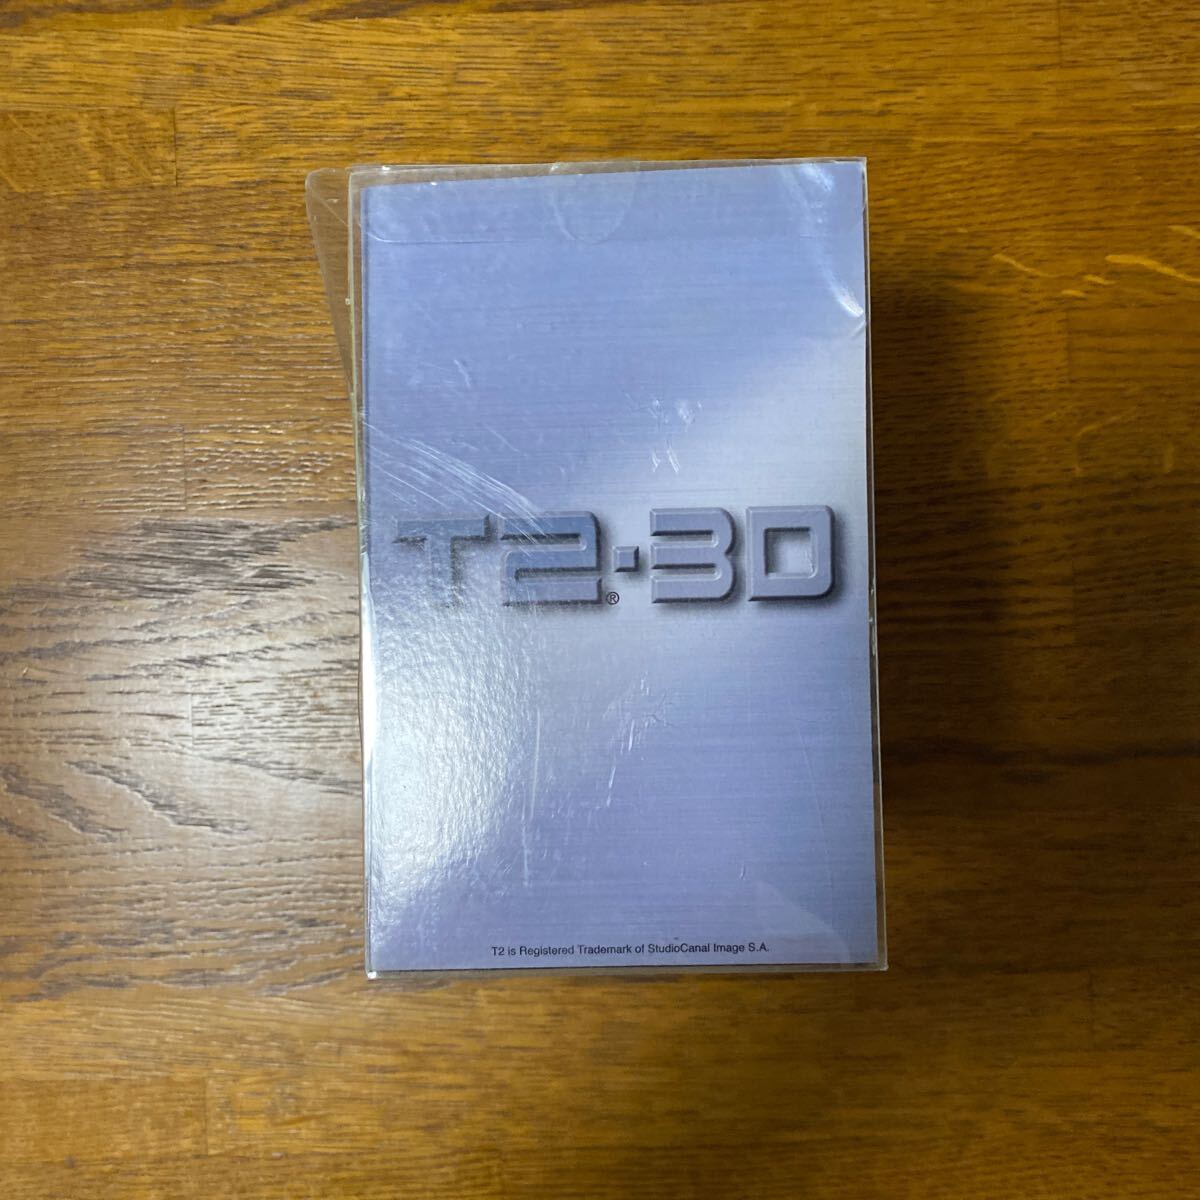 T2®-3D
T2 is Registered Trademark of StudioCanal Image S.A.